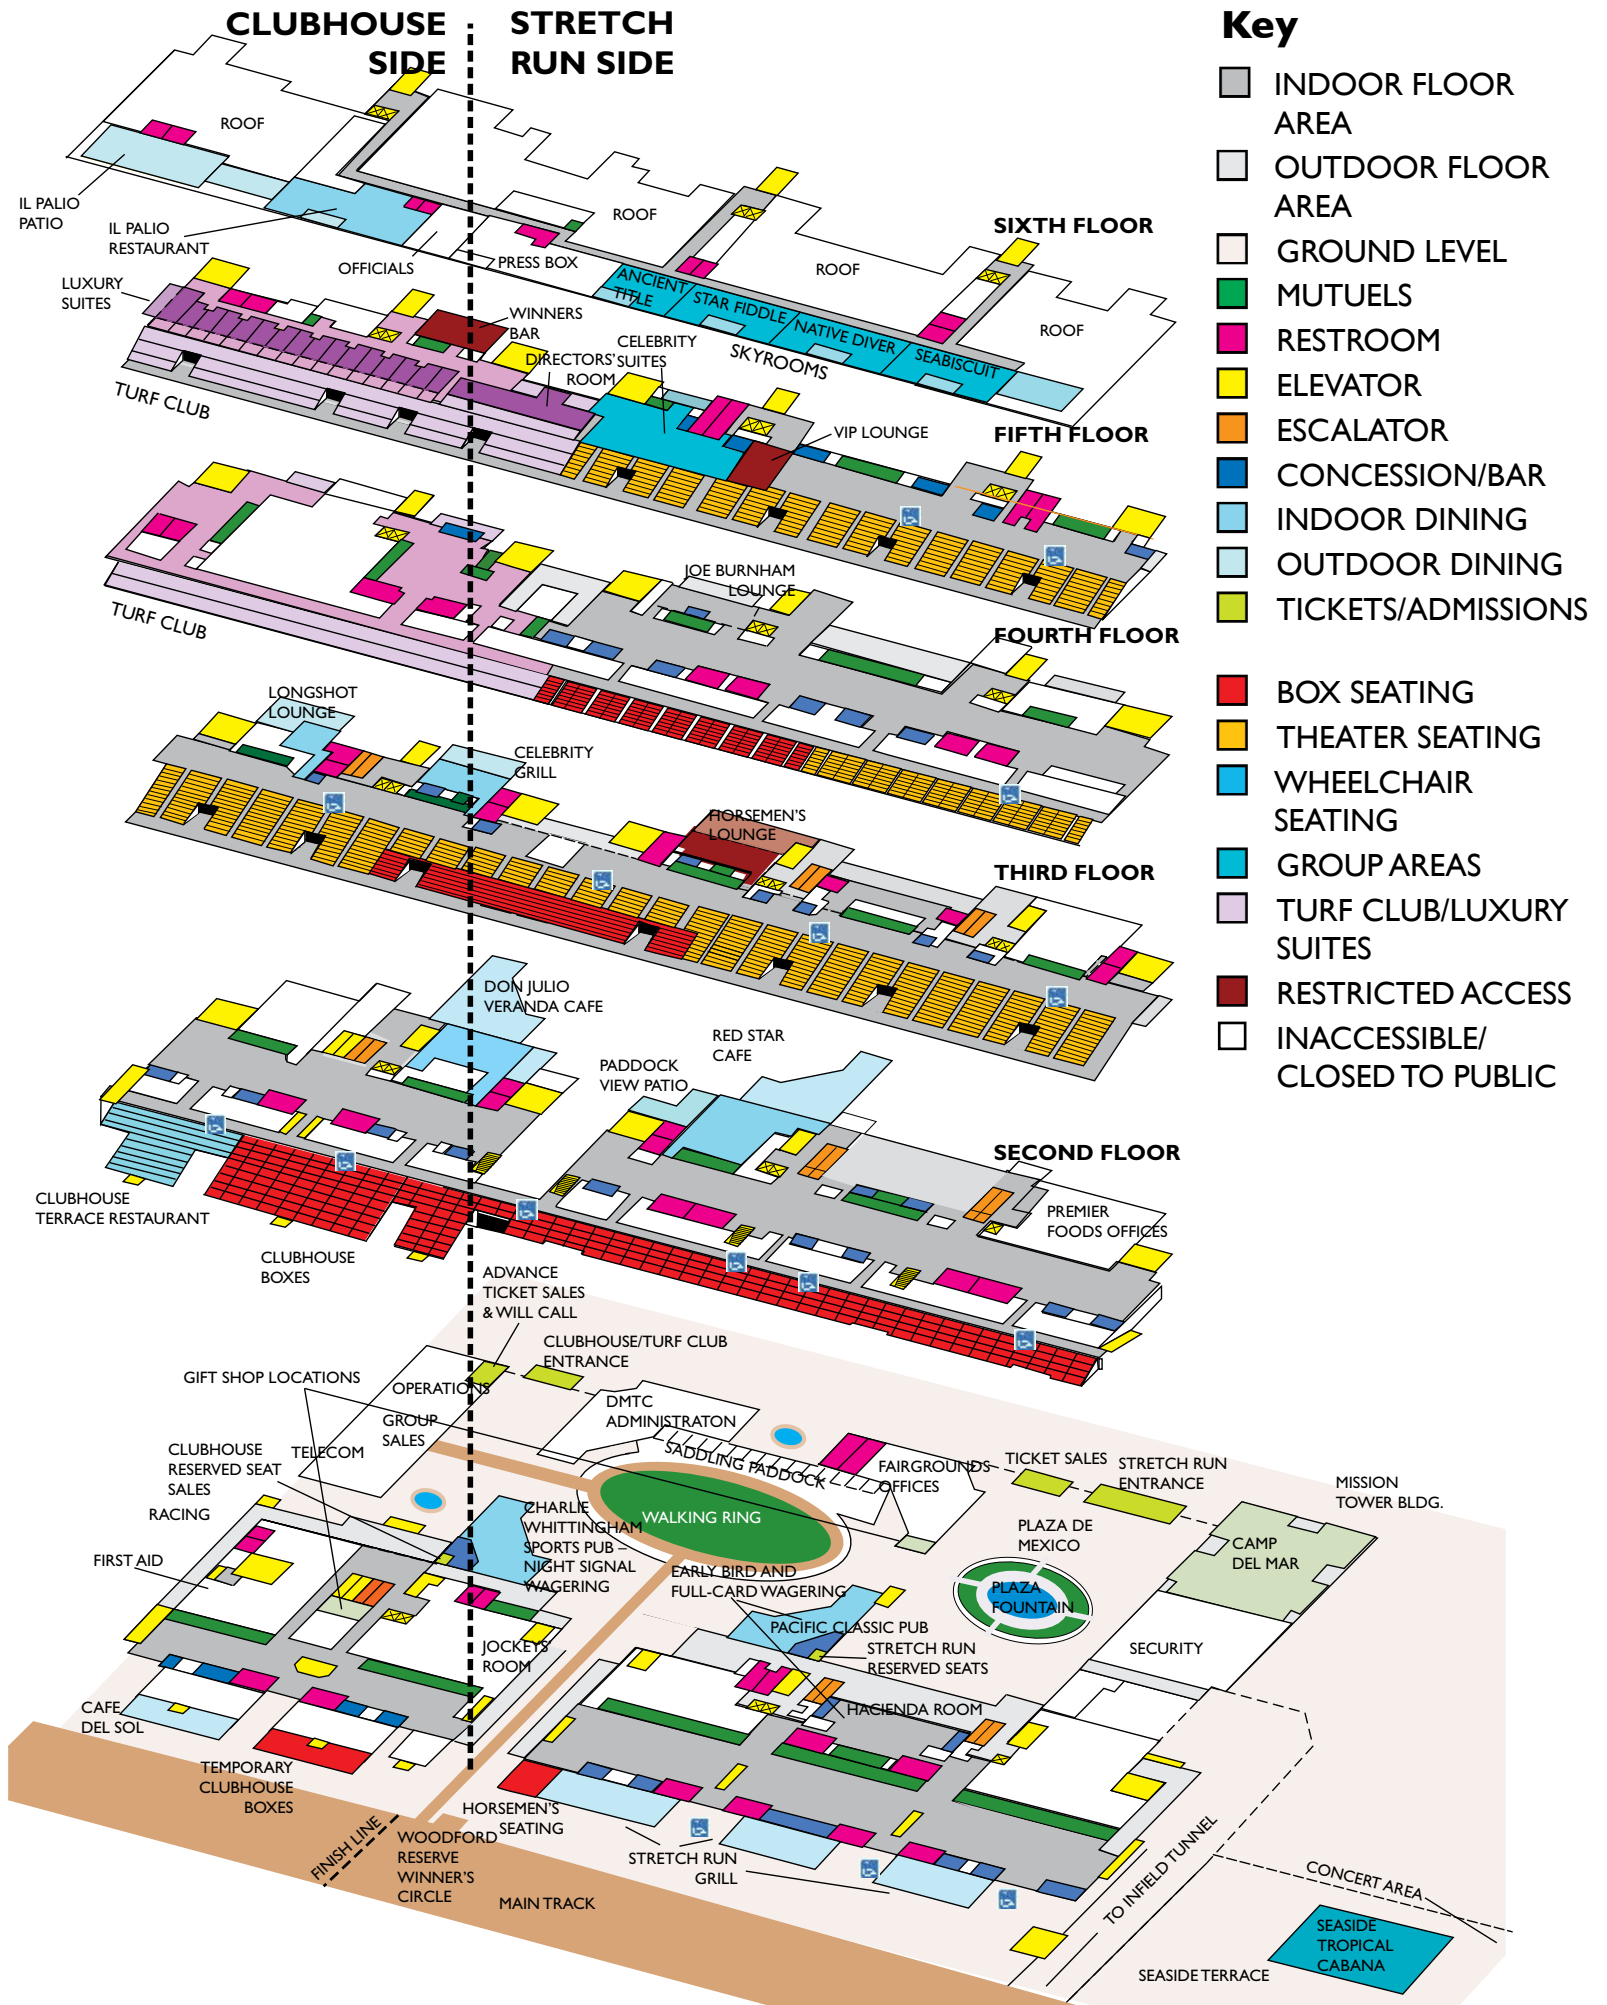 CLUBHOUSE
SIDE
STRETCH
RUN SIDE
Key
INDOOR FLOOR
AREA
OUTDOOR FLOOR
AREA
GROUND LEVEL
MUTUELS
RESTROOM
ELEVATOR
ESCALATOR
CONCESSION/BAR
INDOOR DINING
OUTDOOR DINING
TICKETS/ADMISSIONS
BOX SEATING
THEATER SEATING
WHEELCHAIR
SEATING
GROUP AREAS
TURF CLUB/LUXURY
SUITES
RESTRICTED ACCESS
INACCESSIBLE/
CLOSED TO PUBLIC
ROOF
IL PALIO
PATIO
IL PALIO
RESTAURANT
OFFICIALS
PRESS BOX
ROOF
ROOF
ROOF
SIXTH FLOOR
ANCIENT
TITLE
STAR FIDDLE
NATIVE DIVER
SEABISCUIT
SKYROOMS
LUXURY
SUITES
WINNERS
BAR
DIRECTORS'
ROOM
CELEBRITY
SUITES
VIP LOUNGE
TURF CLUB
FIFTH FLOOR
JOE BURNHAM
LOUNGE
TURF CLUB
FOURTH FLOOR
LONGSHOT
LOUNGE
CELEBRITY
GRILL
HORSEMEN'S
LOUNGE
THIRD FLOOR
DON JULIO
VERANDA CAFE
RED STAR
CAFE
PADDOCK
VIEW PATIO
SECOND FLOOR
PREMIER
FOODS OFFICES
CLUBHOUSE
TERRACE RESTAURANT
CLUBHOUSE
BOXES
ADVANCE
TICKET SALES
& WILL CALL
CLUBHOUSE/TURF CLUB
ENTRANCE
GIFT SHOP LOCATIONS
OPERATIONS
GROUP
SALES
TELECOM
CLUBHOUSE
RESERVED SEAT
SALES
RACING
FIRST AID
DMTC
ADMINISTRATON
SADDLING PADDOCK
FAIRGROUNDS
OFFICES
TICKET SALES
STRETCH RUN
ENTRANCE
MISSION
TOWER BLDG.
CHARLIE
WHITTINGHAM
SPORTS PUB –
NIGHT SIGNAL
WAGERING
WALKING RING
PLAZA DE
MEXICO
CAMP
DEL MAR
EARLY BIRD AND
FULL-CARD WAGERING
PLAZA
FOUNTAIN
PACIFIC CLASSIC PUB
STRETCH RUN
RESERVED SEATS
SECURITY
JOCKEYS'
ROOM
HACIENDA ROOM
CAFE
DEL SOL
TEMPORARY
CLUBHOUSE
BOXES
HORSEMEN'S
SEATING
FINISH LINE
WOODFORD
RESERVE
WINNER'S
CIRCLE
STRETCH RUN
GRILL
MAIN TRACK
TO INFIELD TUNNEL
CONCERT AREA
SEASIDE
TROPICAL
CABANA
SEASIDE TERRACE